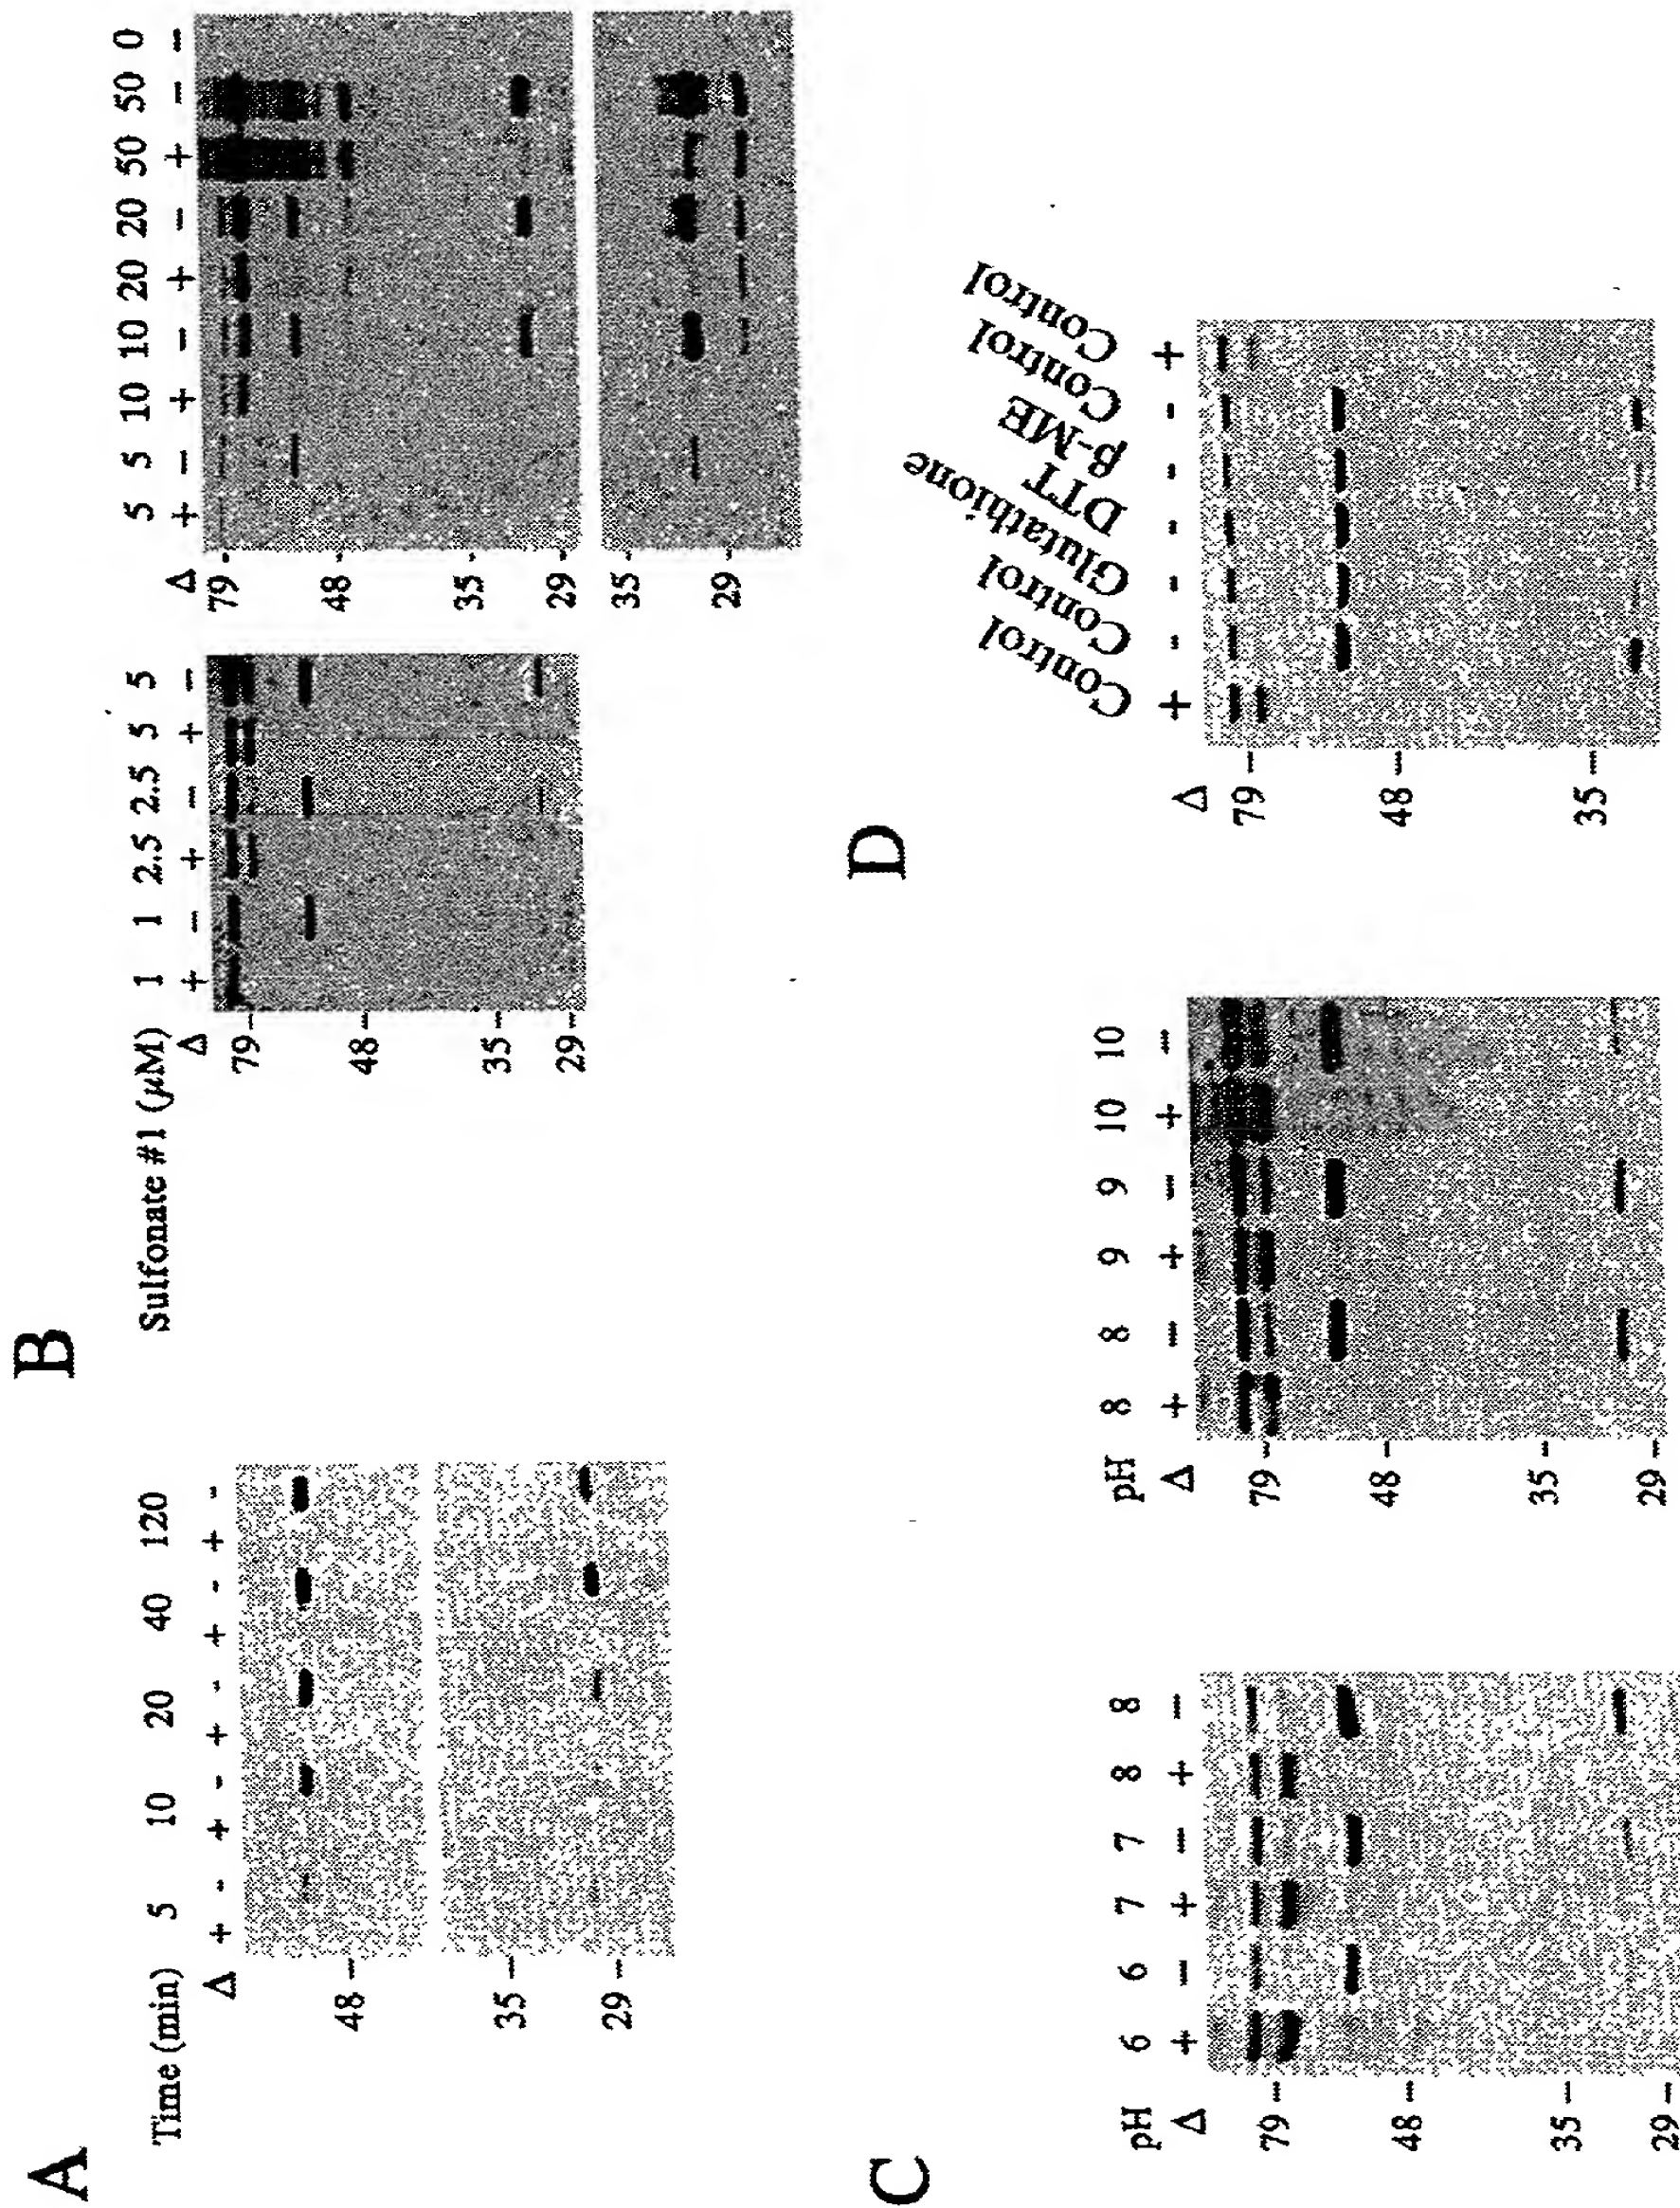 A
Time (min) 5 10 20 40 120
Δ + - + - + - + - + -
48 –
35 –
29 –
B
Sulfonate #1 (μM) 1 1 2.5 2.5 5 5
Δ + – + – + – + –
79 –
48 –
35 –
29 –
5 5 10 10 20 20 50 50 0
Δ + – + – + – + – –
79 -
48 -
35 -
29 -
35 -
29 -
C
pH 6 6 7 7 8 8
Δ + – + – + –
79 –
48 –
35 –
29 –
pH 8 8 9 9 10 10
Δ + – + – + –
79 –
48 –
35 –
29 –
D
Control Control Glutathione DTT β-ME Control Control
Δ + - - - - - +
79 –
48 –
35 –